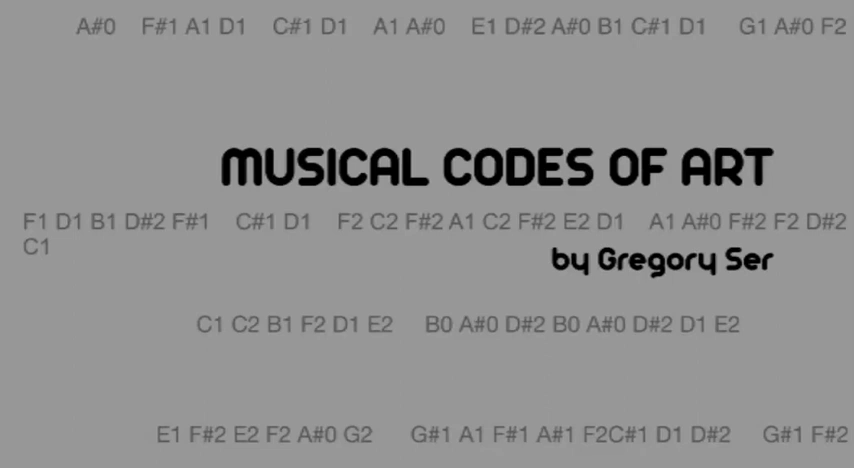 A#0 F#1 A1 D1 C#1 D1 A1 A#0 E1 D#2 A#0 B1 C#1 D1 G1 A#0 F2
MUSICAL CODES OF ART
F1 D1 B1 D#2 F#1 C#1 D1 F2 C2 F#2 A1 C2 F#2 E2 D1 A1 A#0 F#2 F2 D#2
C1
by Gregory Ser
C1 C2 B1 F2 D1 E2 B0 A#0 D#2 B0 A#0 D#2 D1 E2
E1 F#2 E2 F2 A#0 G2 G#1 A1 F#1 A#1 F2C#1 D1 D#2 G#1 F#2